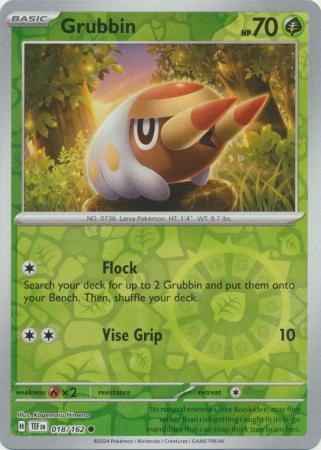 BASIC
Grubbin
HP 70
NO. 0736 Larva Pokémon HT. 1'4" WT. 9.7 lbs.
Flock
Search your deck for up to 2 Grubbin and put them onto
your Bench. Then, shuffle your deck.
Vise Grip 10
weakness ×2 resistance retreat
Illus. Kagemaru Himeno
H TEF EN 018/162
Its natural enemies, like Rookidee, may flee
rather than risk getting caught in its large
mandibles that can snap thick tree branches.
©2024 Pokémon / Nintendo / Creatures / GAME FREAK